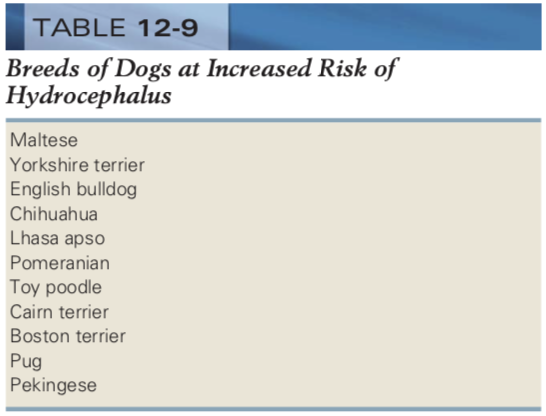 TABLE 12-9
Breeds of Dogs at Increased Risk of
Hydrocephalus
Maltese
Yorkshire terrier
English bulldog
Chihuahua
Lhasa apso
Pomeranian
Toy poodle
Cairn terrier
Boston terrier
Pug
Pekingese